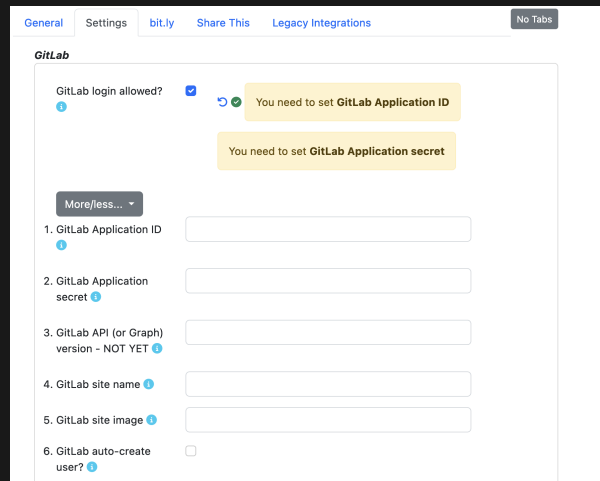 General Settings bit.ly Share This Legacy Integrations No Tabs
GitLab
GitLab login allowed?
You need to set GitLab Application ID
You need to set GitLab Application secret
More/less...
1. GitLab Application ID
2. GitLab Application
secret
3. GitLab API (or Graph)
version - NOT YET
4. GitLab site name
5. GitLab site image
6. GitLab auto-create
user?